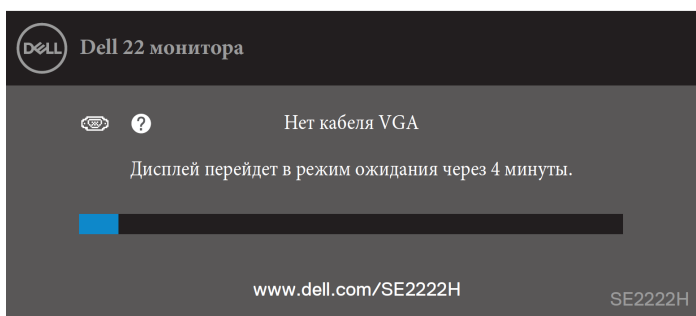 DELL Dell 22 монитора
? Нет кабеля VGA
Дисплей перейдет в режим ожидания через 4 минуты.
www.dell.com/SE2222H
SE2222H